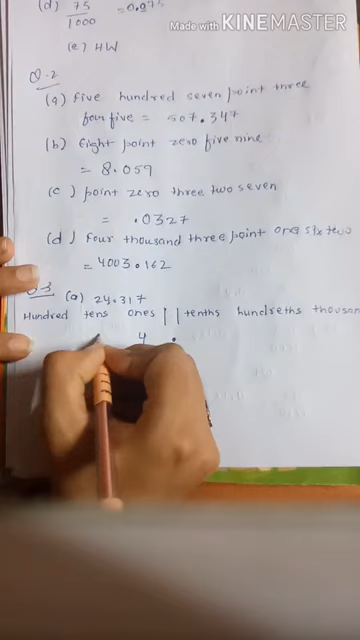 Made with KINEMASTER
(d) 75/1000 = 0.075
(e) HW
Q.2
(a) five hundred seven point three
four five = 507.347
(b) Eight point zero five nine
= 8.059
(c) point zero three two seven
= .0327
(d) Four thousand three point one six two
= 4003.162
Q.3 (a) 24.317
Hundred tens ones | | tenths hundreths thousan
4 .